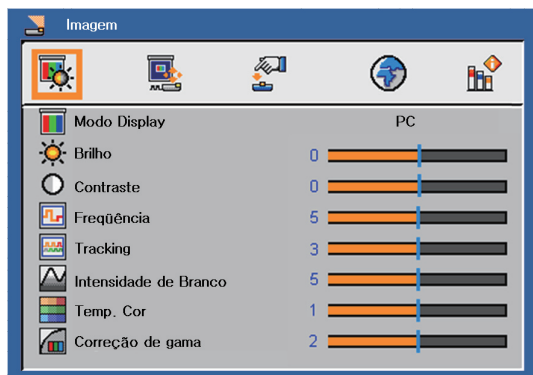 Imagem
Modo Display PC
Brilho 0
Contraste 0
Freqüência 5
Tracking 3
Intensidade de Branco 5
Temp. Cor 1
Correção de gama 2